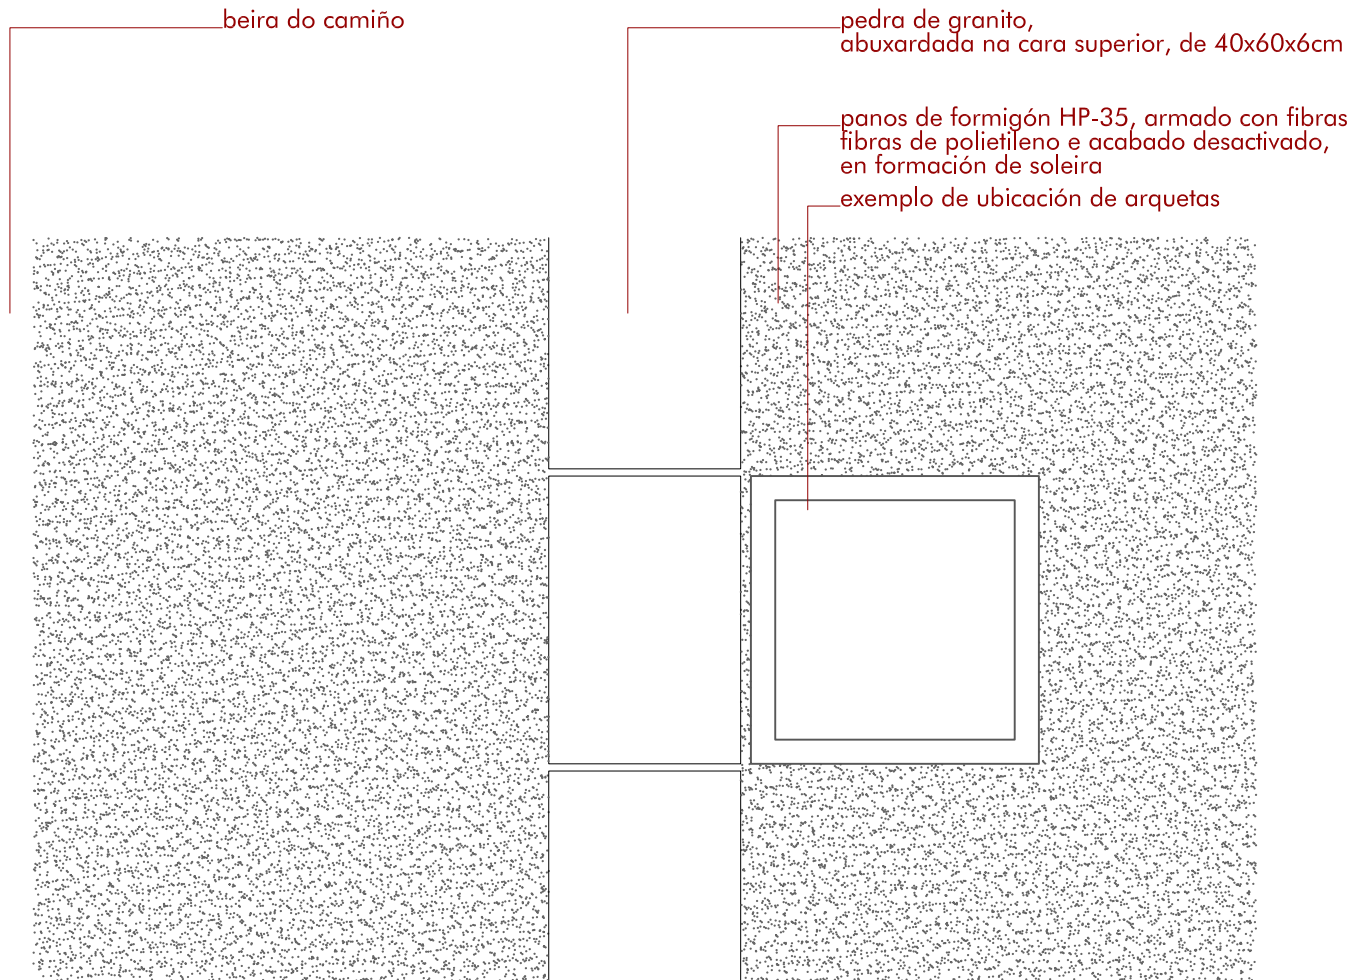 beira do camiño
pedra de granito,
abuxardada na cara superior, de 40x60x6cm
panos de formigón HP-35, armado con fibras
fibras de polietileno e acabado desactivado,
en formación de soleira
exemplo de ubicación de arquetas